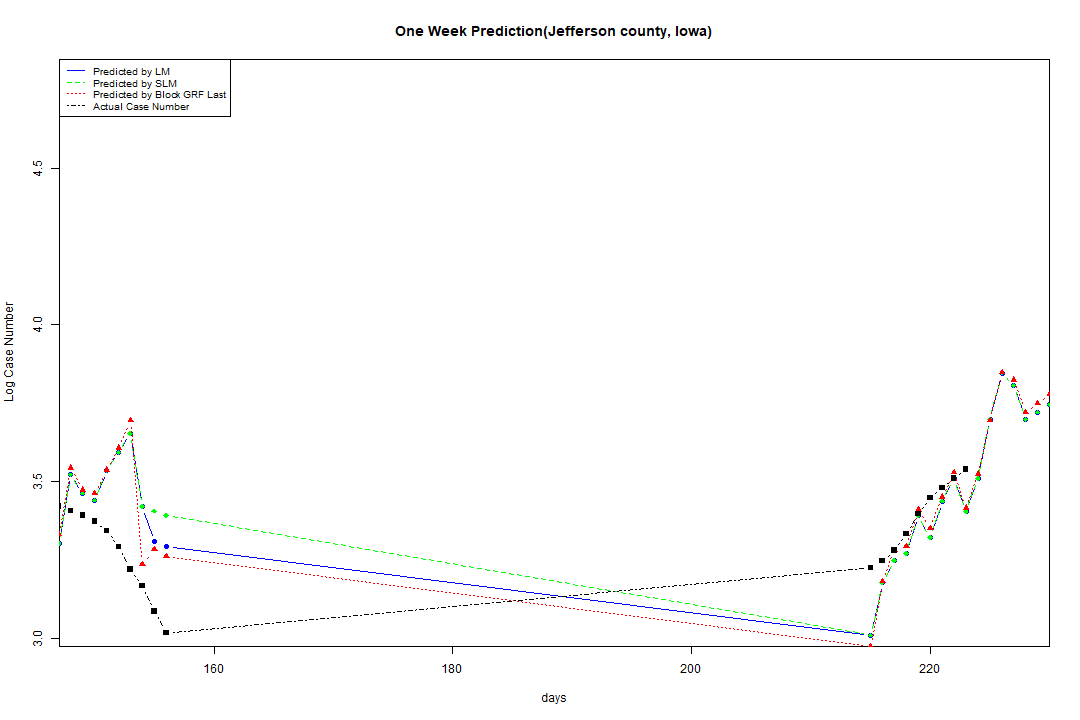 One Week Prediction(Jefferson county, Iowa)
Predicted by LM
Predicted by SLM
Predicted by Block GRF Last
Actual Case Number
4.5
4.0
3.5
3.0
Log Case Number
160 180 200 220
days